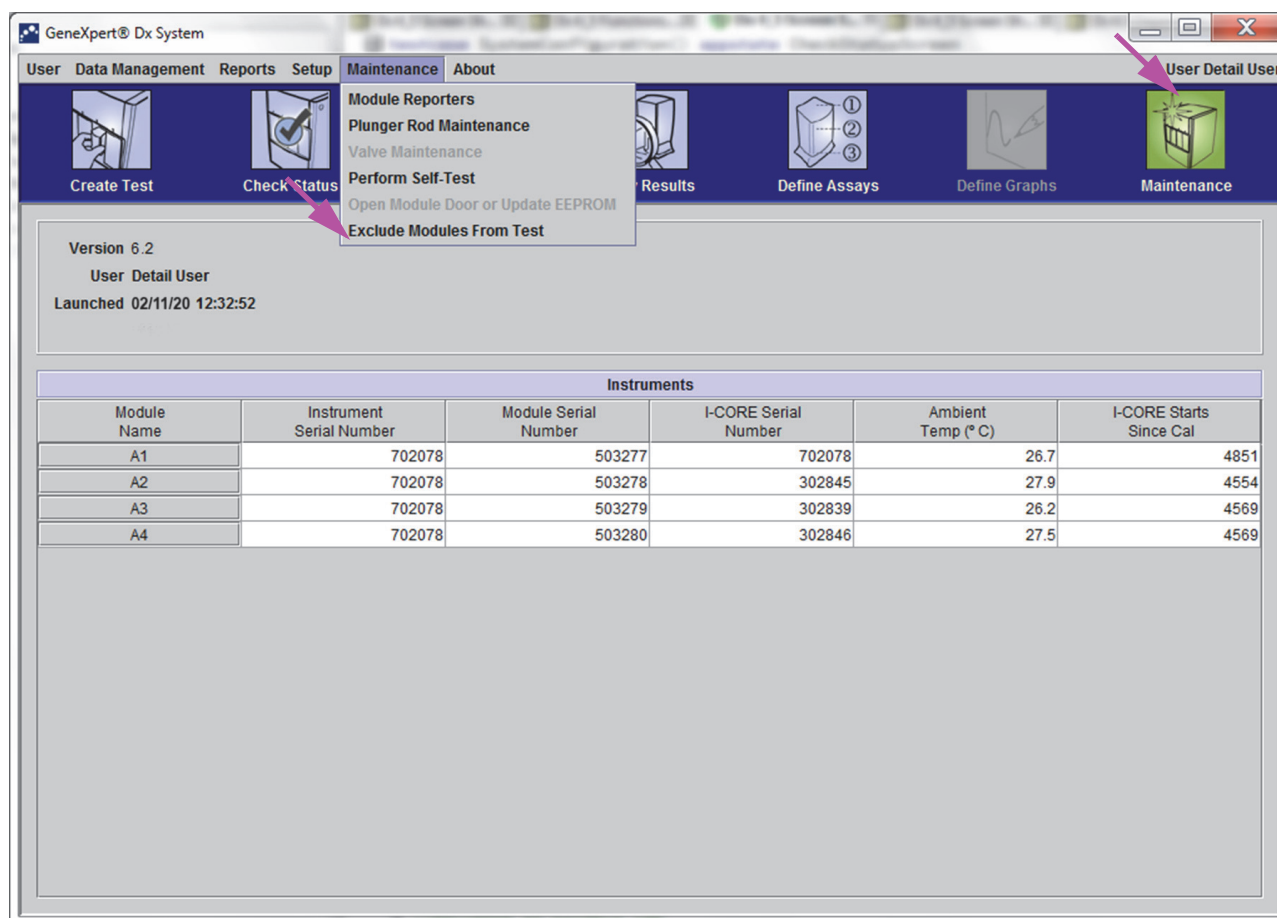 GeneXpert® Dx System
User Data Management Reports Setup Maintenance About User Detail User
Module Reporters
Plunger Rod Maintenance
Valve Maintenance
Perform Self-Test
Open Module Door or Update EEPROM
Exclude Modules From Test
Create Test Check Status Results Define Assays Define Graphs Maintenance
1
2
3
Version 6.2
User Detail User
Launched 02/11/20 12:32:52
Instruments
Module Name Instrument Serial Number Module Serial Number I-CORE Serial Number Ambient Temp (° C) I-CORE Starts Since Cal
A1 702078 503277 702078 26.7 4851
A2 702078 503278 302845 27.9 4554
A3 702078 503279 302839 26.2 4569
A4 702078 503280 302846 27.5 4569